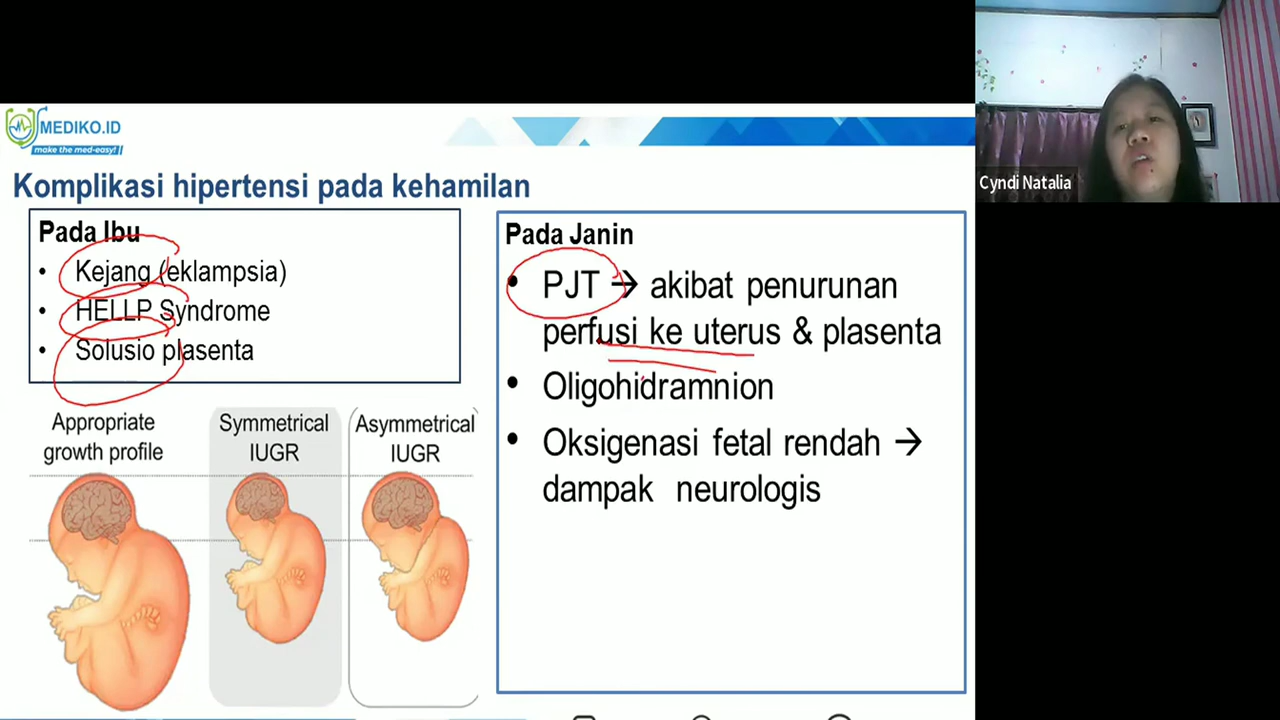 MEDIKO.ID
make the med-easy!
Komplikasi hipertensi pada kehamilan
Pada Ibu
• Kejang (eklampsia)
• HELLP Syndrome
• Solusio plasenta
Appropriate
growth profile
Symmetrical
IUGR
Asymmetrical
IUGR
Pada Janin
• PJT → akibat penurunan
perfusi ke uterus & plasenta
• Oligohidramnion
• Oksigenasi fetal rendah →
dampak neurologis
Cyndi Natalia